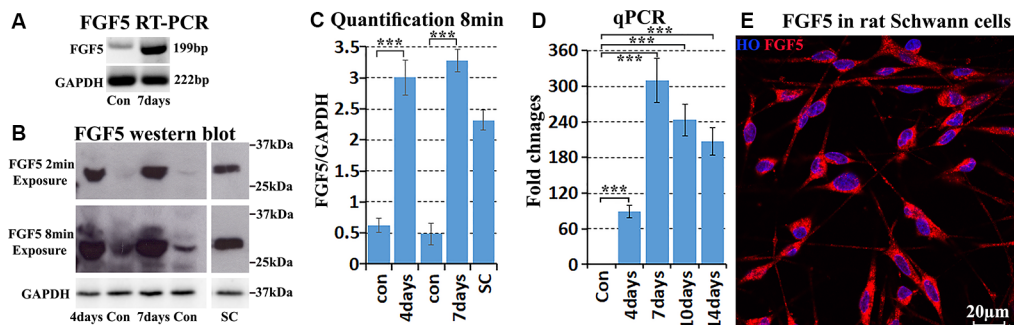 A
FGF5 RT-PCR
FGF5
199bp
GAPDH
222bp
Con 7days
B
FGF5 western blot
FGF5 2min
Exposure
-37kDa
-25kDa
FGF5 8min
Exposure
-37kDa
-25kDa
GAPDH
-37kDa
4days Con 7days Con SC
C
Quantification 8min
FGF5/GAPDH
3.5
3
2.5
2
1.5
1
0.5
0
***
***
con
4days
con
7days
SC
D
qPCR
Fold chnages
360
300
240
180
120
60
0
***
***
***
***
Con
4days
7days
10days
14days
E
FGF5 in rat Schwann cells
HO FGF5
20µm